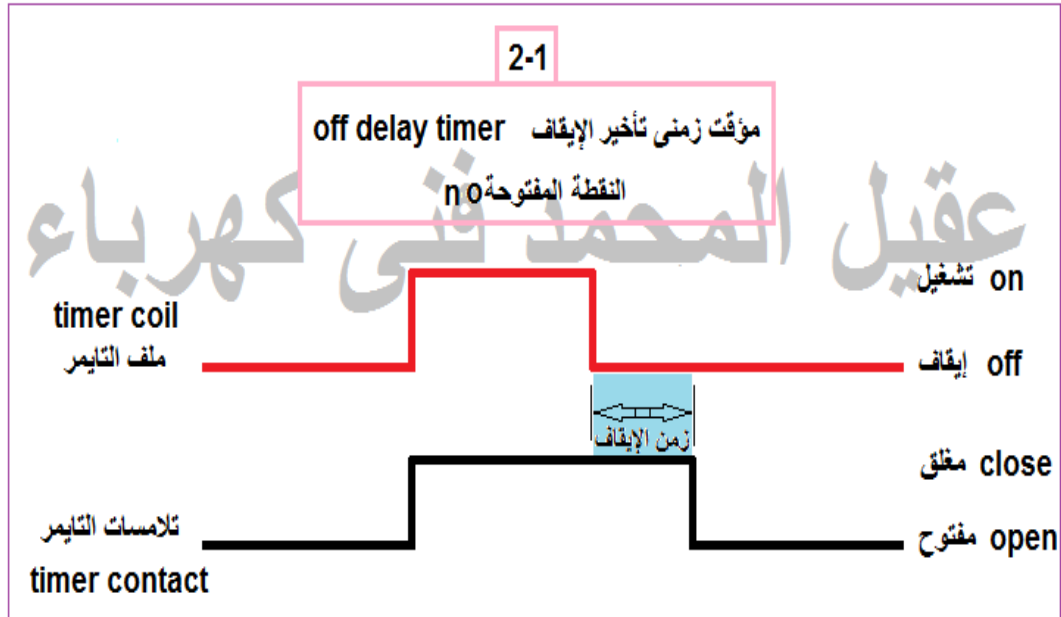 2-1
مؤقت زمنى تأخير الإيقاف off delay timer
النقطة المفتوحة n o
عقيل المحمد فنى كهرباء
on تشغيل
timer coil
ملف التايمر
off إيقاف
زمن الإيقاف
close مغلق
تلامسات التايمر
open مفتوح
timer contact